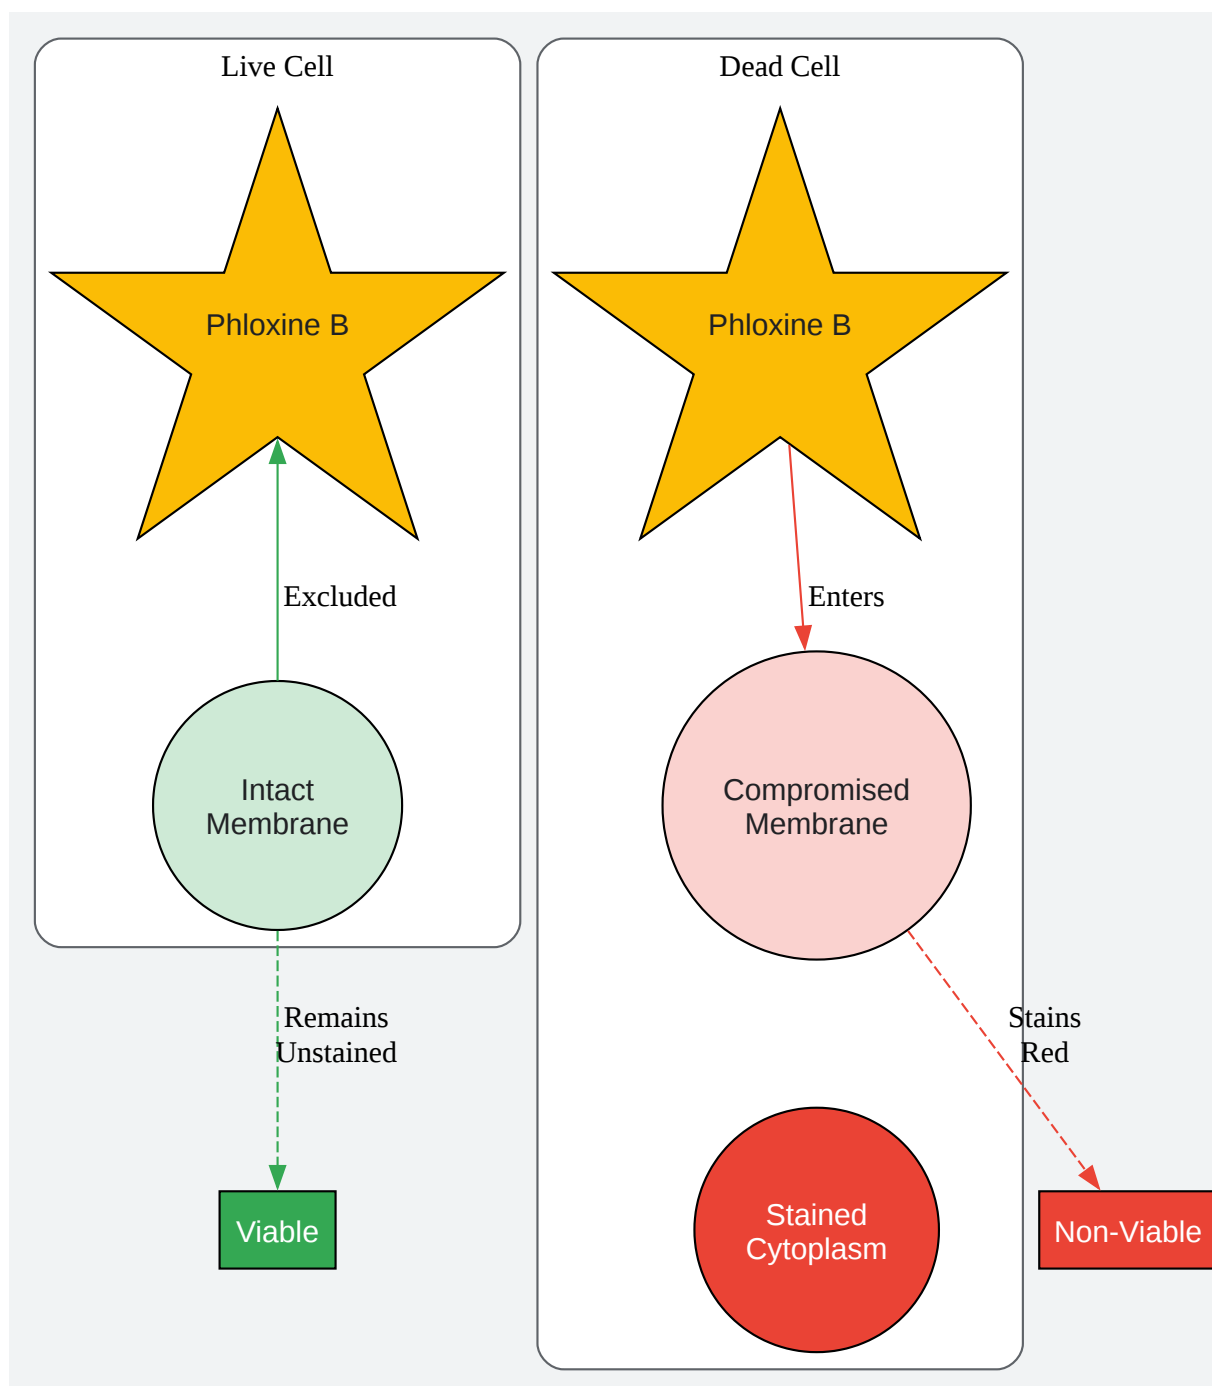 Live Cell
Phloxine B
Excluded
Intact
Membrane
Remains
Unstained
Viable
Dead Cell
Phloxine B
Enters
Compromised
Membrane
Stains
Red
Stained
Cytoplasm
Non-Viable